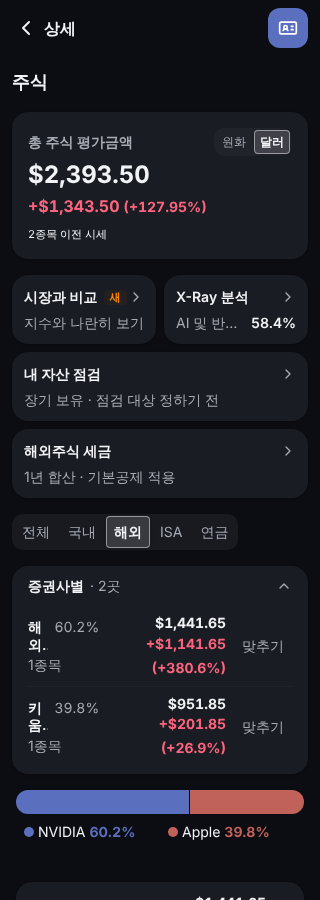 상세
주식
총 주식 평가금액
원화 달러
$2,393.50
+$1,343.50 (+127.95%)
2종목 이전 시세
시장과 비교 새
지수와 나란히 보기
X-Ray 분석
AI 및 반... 58.4%
내 자산 점검
장기 보유 · 점검 대상 정하기 전
해외주식 세금
1년 합산 · 기본공제 적용
전체 국내 해외 ISA 연금
증권사별 · 2곳
해외.. 60.2%
1종목
$1,441.65
+$1,141.65
(+380.6%)
맞추기
키움.. 39.8%
1종목
$951.85
+$201.85
(+26.9%)
맞추기
NVIDIA 60.2% Apple 39.8%